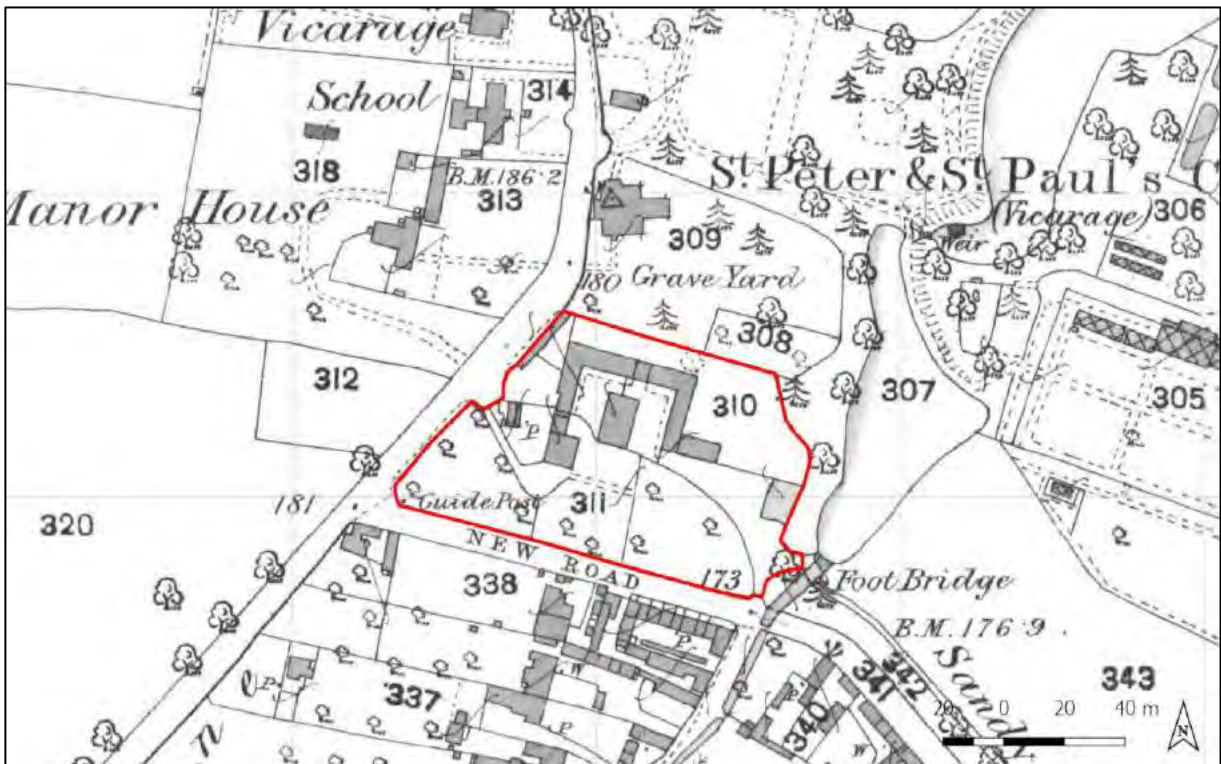 Vicarage
School
314
318
B.M. 186·2
313
Manor House
St. Peter & St. Paul's C
(Vicarage)
306
Weir
309
180
Grave Yard
308
312
310
307
305
P
181
Guide Post
311
320
NEW ROAD
173
Foot Bridge
338
B.M. 176·9
P
W
342
341
343
P
337
P
P
340
W
n
20 0 20 40 m
N